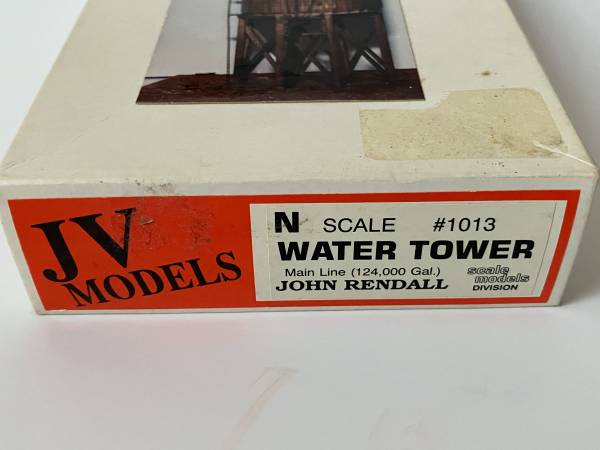 JV
MODELS
N SCALE #1013
WATER TOWER
Main Line (124,000 Gal.)
JOHN RENDALL
scale
models
DIVISION